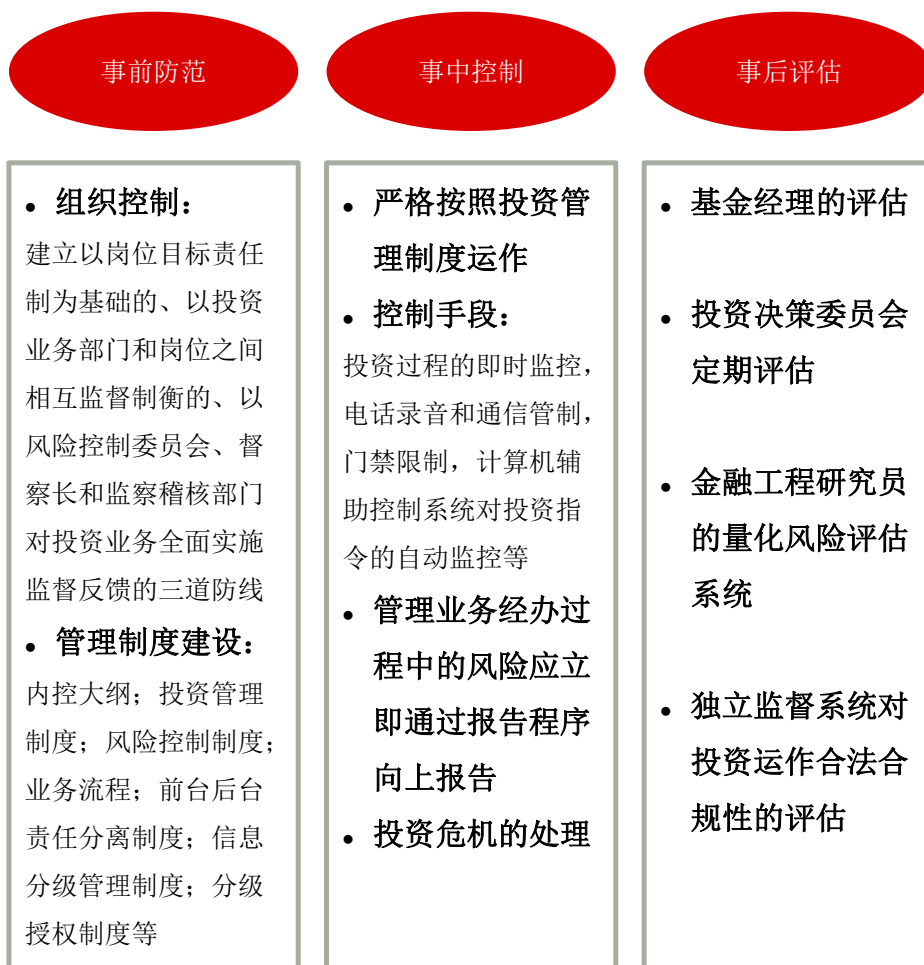 事前防范
事中控制
事后评估
• 组织控制：
建立以岗位目标责任
制为基础的、以投资
业务部门和岗位之间
相互监督制衡的、以
风险控制委员会、督
察长和监察稽核部门
对投资业务全面实施
监督反馈的三道防线
• 管理制度建设：
内控大纲；投资管理
制度；风险控制制度；
业务流程；前台后台
责任分离制度；信息
分级管理制度；分级
授权制度等
• 严格按照投资管
理制度运作
• 控制手段：
投资过程的即时监控，
电话录音和通信管制，
门禁限制，计算机辅
助控制系统对投资指
令的自动监控等
• 管理业务经办过
程中的风险应立
即通过报告程序
向上报告
• 投资危机的处理
• 基金经理的评估
• 投资决策委员会
定期评估
• 金融工程研究员
的量化风险评估
系统
• 独立监督系统对
投资运作合法合
规性的评估